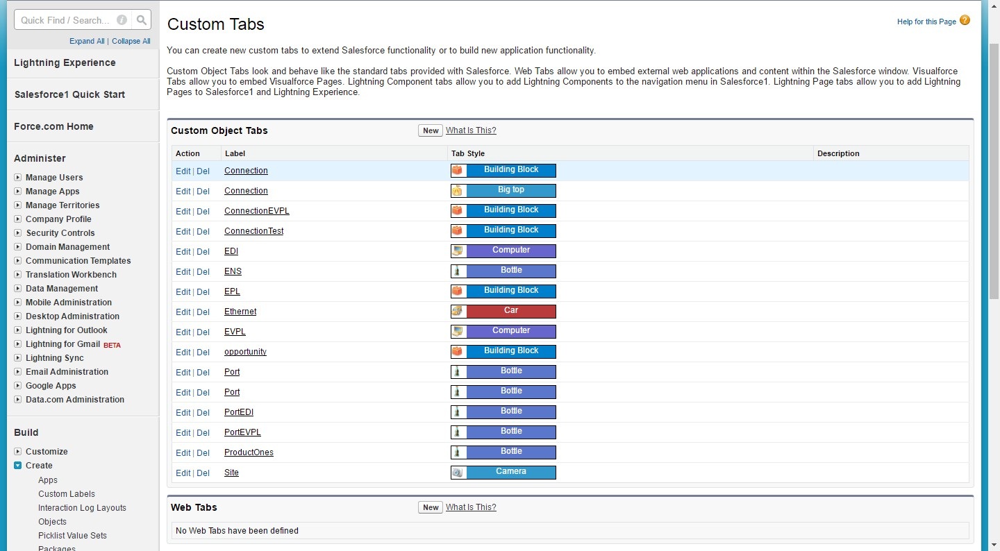 Quick Find / Search...
Expand All | Collapse All
Lightning Experience
Salesforce1 Quick Start
Force.com Home
Administer
Manage Users
Manage Apps
Manage Territories
Company Profile
Security Controls
Domain Management
Communication Templates
Translation Workbench
Data Management
Mobile Administration
Desktop Administration
Lightning for Outlook
Lightning for Gmail BETA
Lightning Sync
Email Administration
Google Apps
Data.com Administration
Build
Customize
Create
Apps
Custom Labels
Interaction Log Layouts
Objects
Picklist Value Sets
Packages
Custom Tabs
Help for this Page ?
You can create new custom tabs to extend Salesforce functionality or to build new application functionality.
Custom Object Tabs look and behave like the standard tabs provided with Salesforce. Web Tabs allow you to embed external web applications and content within the Salesforce window. Visualforce
Tabs allow you to embed Visualforce Pages. Lightning Component tabs allow you to add Lightning Components to the navigation menu in Salesforce1. Lightning Page tabs allow you to add Lightning
Pages to Salesforce1 and Lightning Experience.
Custom Object Tabs New What Is This?
Action Label Tab Style Description
Edit | Del Connection Building Block
Edit | Del Connection Big top
Edit | Del ConnectionEVPL Building Block
Edit | Del ConnectionTest Building Block
Edit | Del EDI Computer
Edit | Del ENS Bottle
Edit | Del EPL Building Block
Edit | Del Ethernet Car
Edit | Del EVPL Computer
Edit | Del opportunity Building Block
Edit | Del Port Bottle
Edit | Del Port Bottle
Edit | Del PortEDI Bottle
Edit | Del PortEVPL Bottle
Edit | Del ProductOnes Bottle
Edit | Del Site Camera
Web Tabs New What Is This?
No Web Tabs have been defined